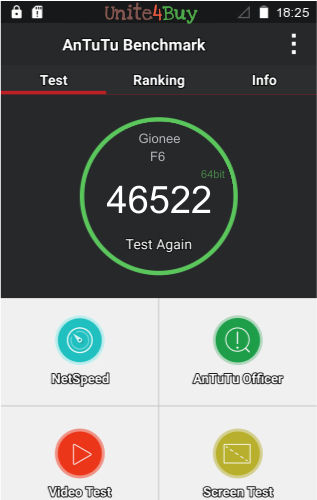 Unite4Buy
18:25
AnTuTu Benchmark
Test Ranking Info
Gionee
F6
64bit
46522
Test Again
NetSpeed AnTuTu Officer
Video Test Screen Test